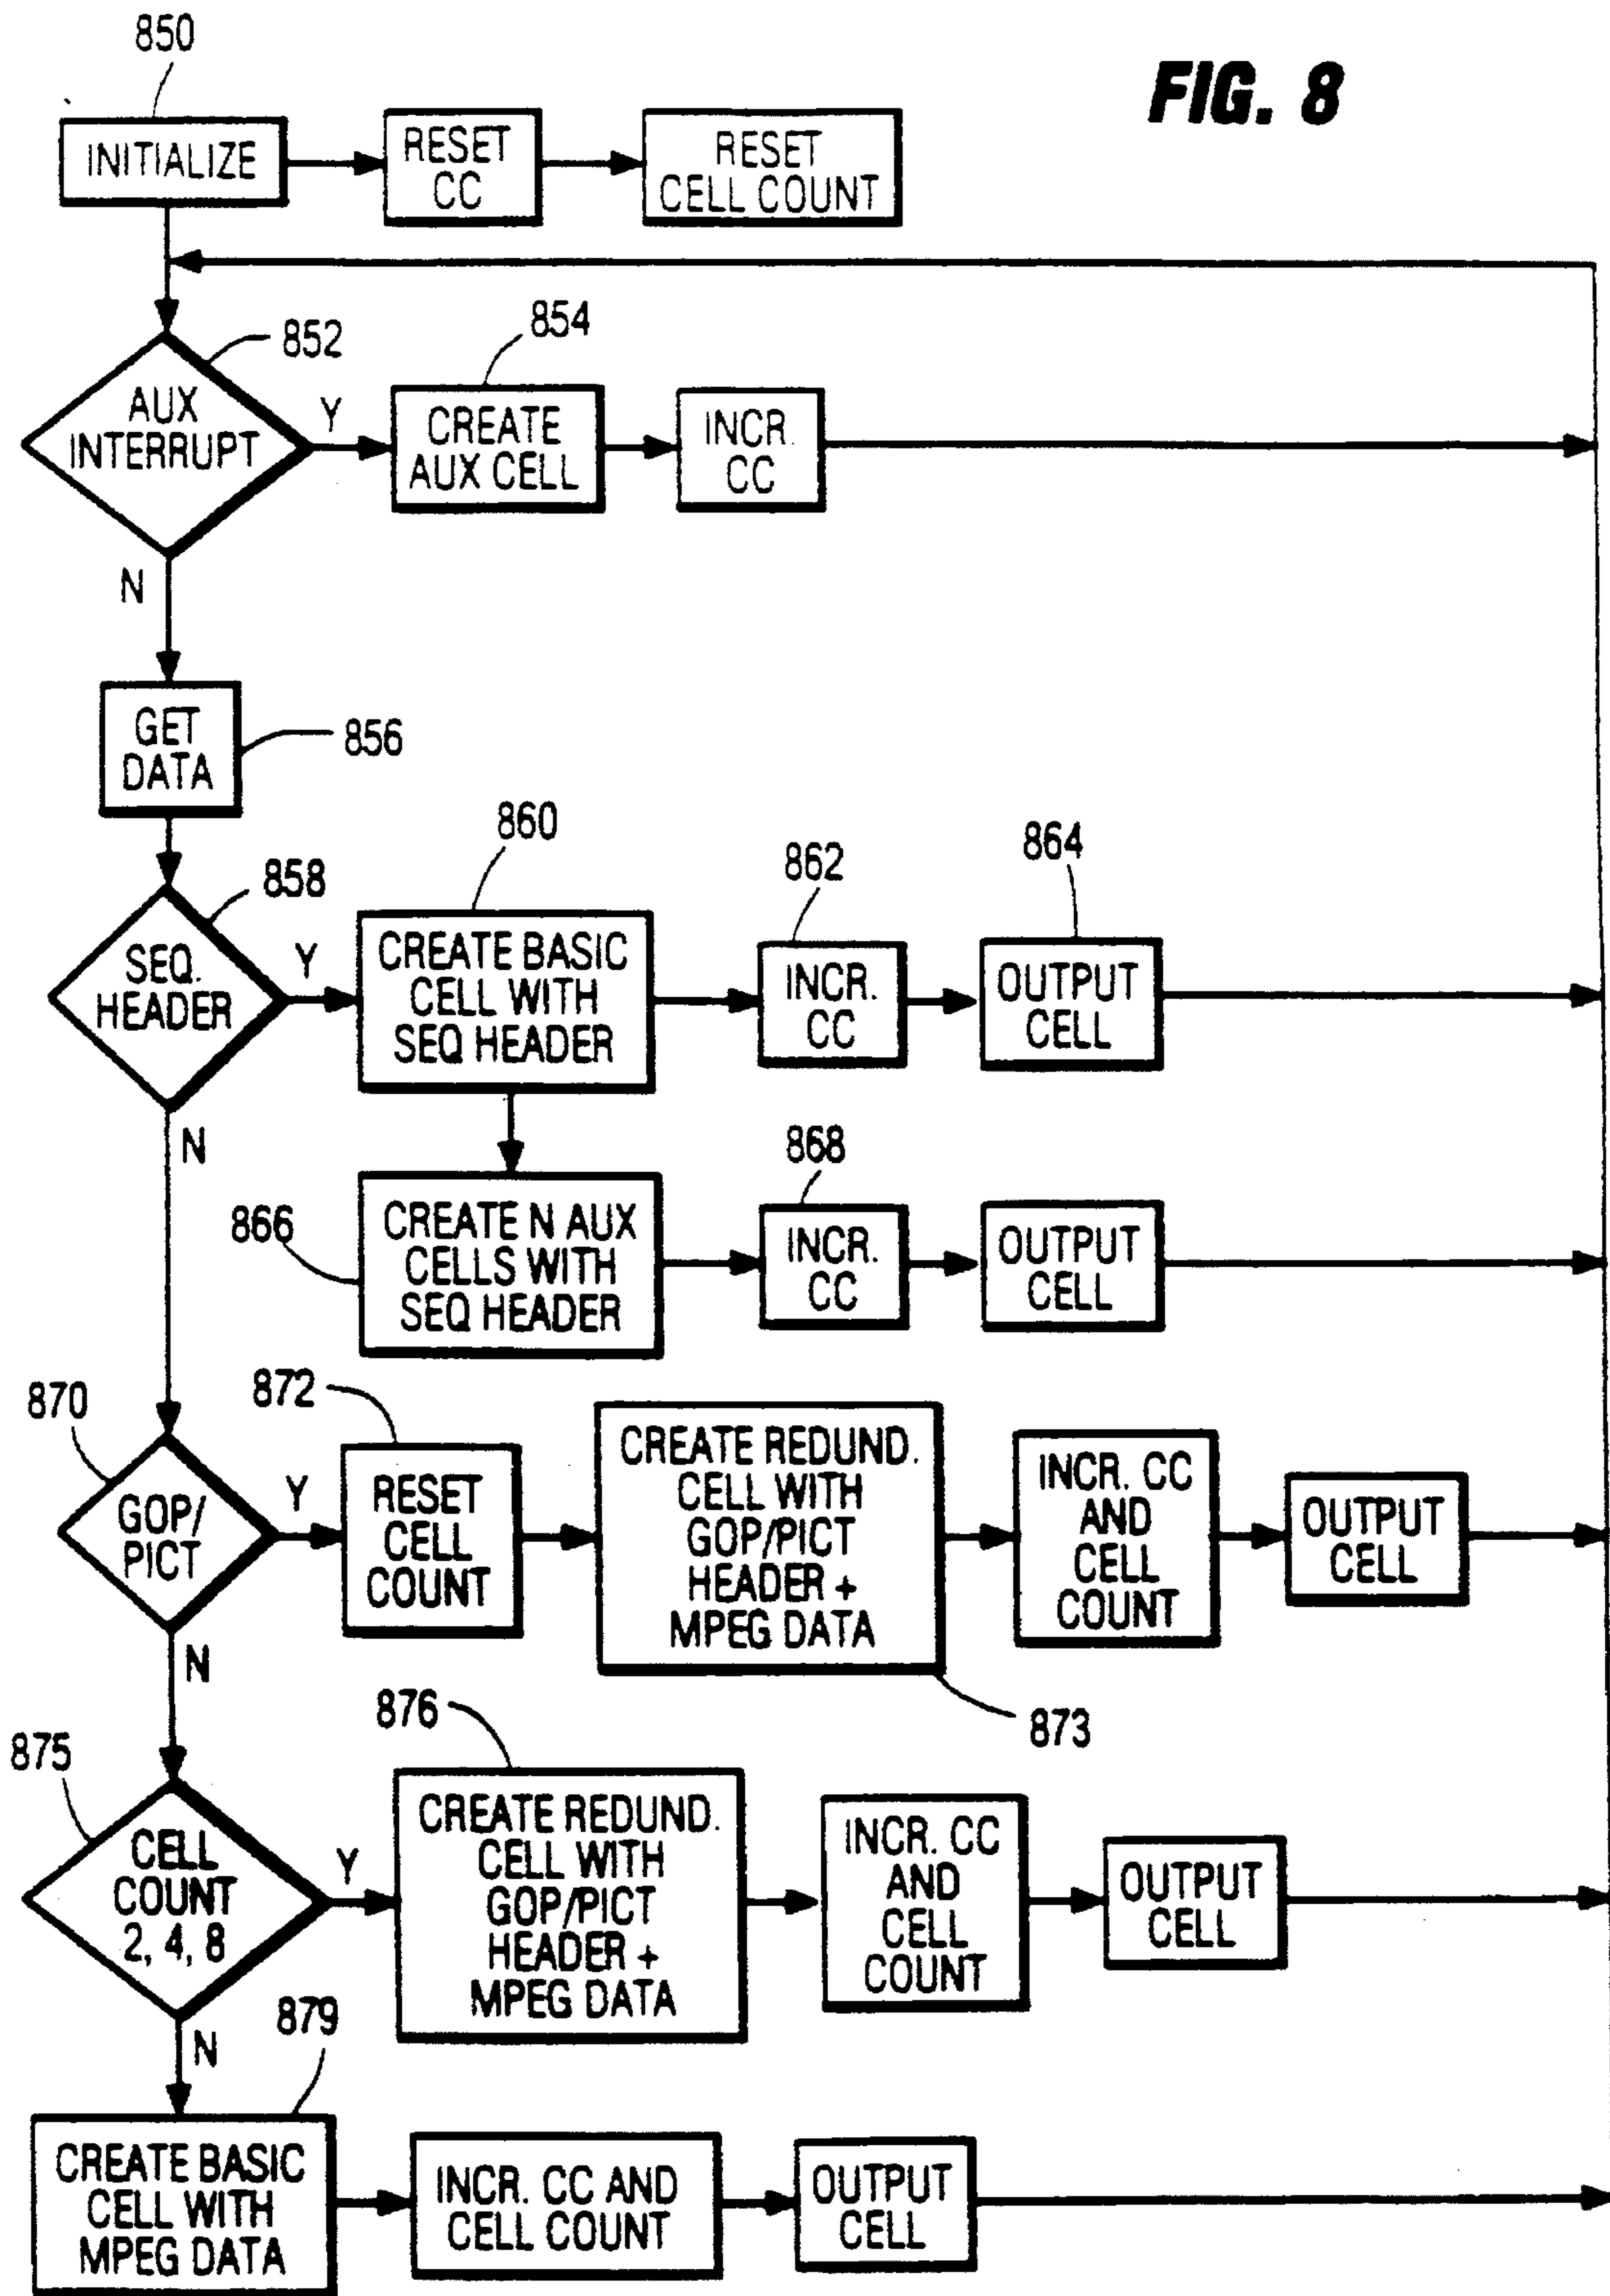 850
FIG. 8
INITIALIZE
RESET
CC
RESET
CELL COUNT
852
854
AUX
INTERRUPT
Y
CREATE
AUX CELL
INCR.
CC
N
GET
DATA
856
858
860
862
864
SEQ.
HEADER
Y
CREATE BASIC
CELL WITH
SEQ HEADER
INCR.
CC
OUTPUT
CELL
N
866
868
CREATE N AUX
CELLS WITH
SEQ HEADER
INCR.
CC
OUTPUT
CELL
870
872
GOP/
PICT
Y
RESET
CELL
COUNT
CREATE REDUND.
CELL WITH
GOP/PICT
HEADER +
MPEG DATA
873
INCR. CC
AND
CELL
COUNT
OUTPUT
CELL
N
875
876
CELL
COUNT
2, 4, 8
Y
CREATE REDUND.
CELL WITH
GOP/PICT
HEADER +
MPEG DATA
INCR. CC
AND
CELL
COUNT
OUTPUT
CELL
N
879
CREATE BASIC
CELL WITH
MPEG DATA
INCR. CC AND
CELL COUNT
OUTPUT
CELL